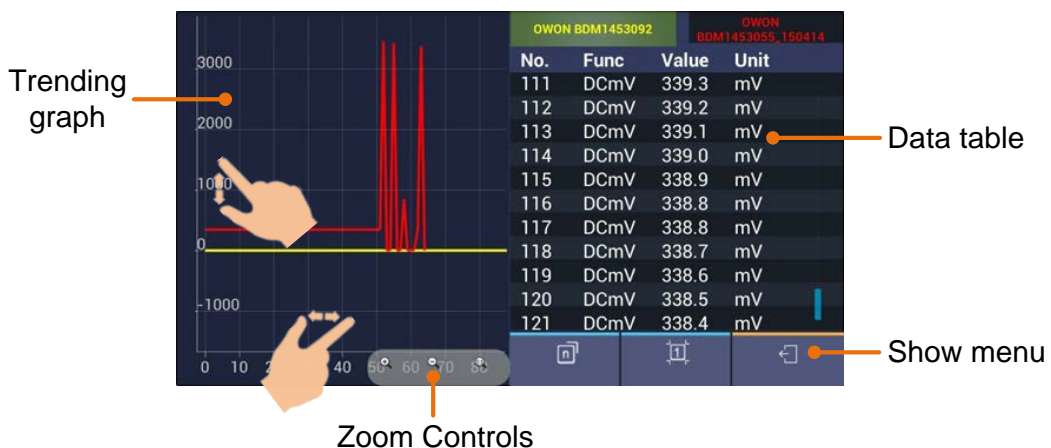 Trending
graph
3000
2000
1000
0
-1000
0 10 40 50 60 70 80
OWON BDM1453092
OWON
BDM1453055_150414
No. Func Value Unit
111 DCmV 339.3 mV
112 DCmV 339.2 mV
113 DCmV 339.1 mV
114 DCmV 339.0 mV
115 DCmV 338.9 mV
116 DCmV 338.8 mV
117 DCmV 338.8 mV
118 DCmV 338.7 mV
119 DCmV 338.6 mV
120 DCmV 338.5 mV
121 DCmV 338.4 mV
n
1
Data table
Show menu
Zoom Controls